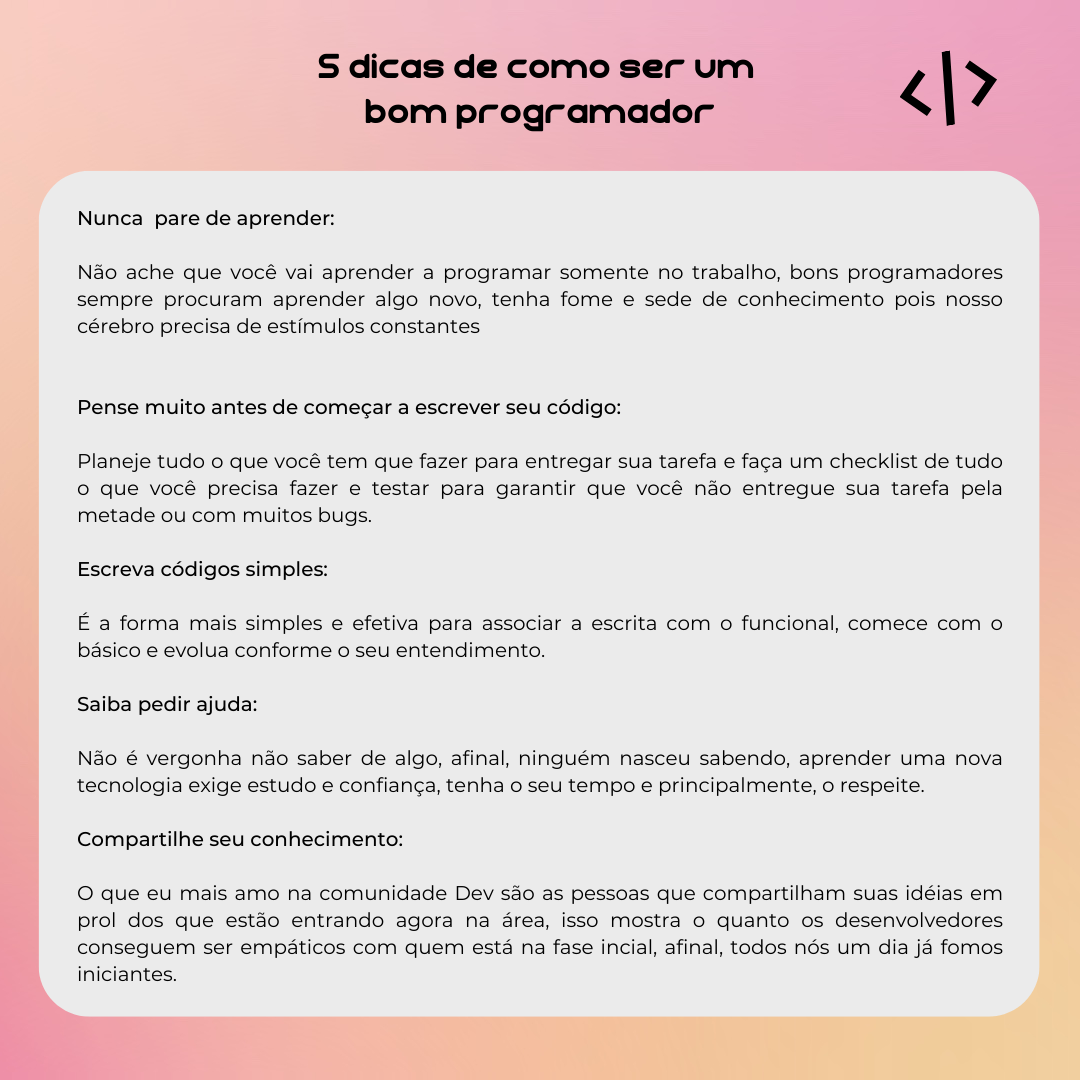 5 dicas de como ser um
bom programador
</>
Nunca pare de aprender:
Não ache que você vai aprender a programar somente no trabalho, bons programadores
sempre procuram aprender algo novo, tenha fome e sede de conhecimento pois nosso
cérebro precisa de estímulos constantes
Pense muito antes de começar a escrever seu código:
Planeje tudo o que você tem que fazer para entregar sua tarefa e faça um checklist de tudo
o que você precisa fazer e testar para garantir que você não entregue sua tarefa pela
metade ou com muitos bugs.
Escreva códigos simples:
É a forma mais simples e efetiva para associar a escrita com o funcional, comece com o
básico e evolua conforme o seu entendimento.
Saiba pedir ajuda:
Não é vergonha não saber de algo, afinal, ninguém nasceu sabendo, aprender uma nova
tecnologia exige estudo e confiança, tenha o seu tempo e principalmente, o respeite.
Compartilhe seu conhecimento:
O que eu mais amo na comunidade Dev são as pessoas que compartilham suas idéias em
prol dos que estão entrando agora na área, isso mostra o quanto os desenvolvedores
conseguem ser empáticos com quem está na fase incial, afinal, todos nós um dia já fomos
iniciantes.